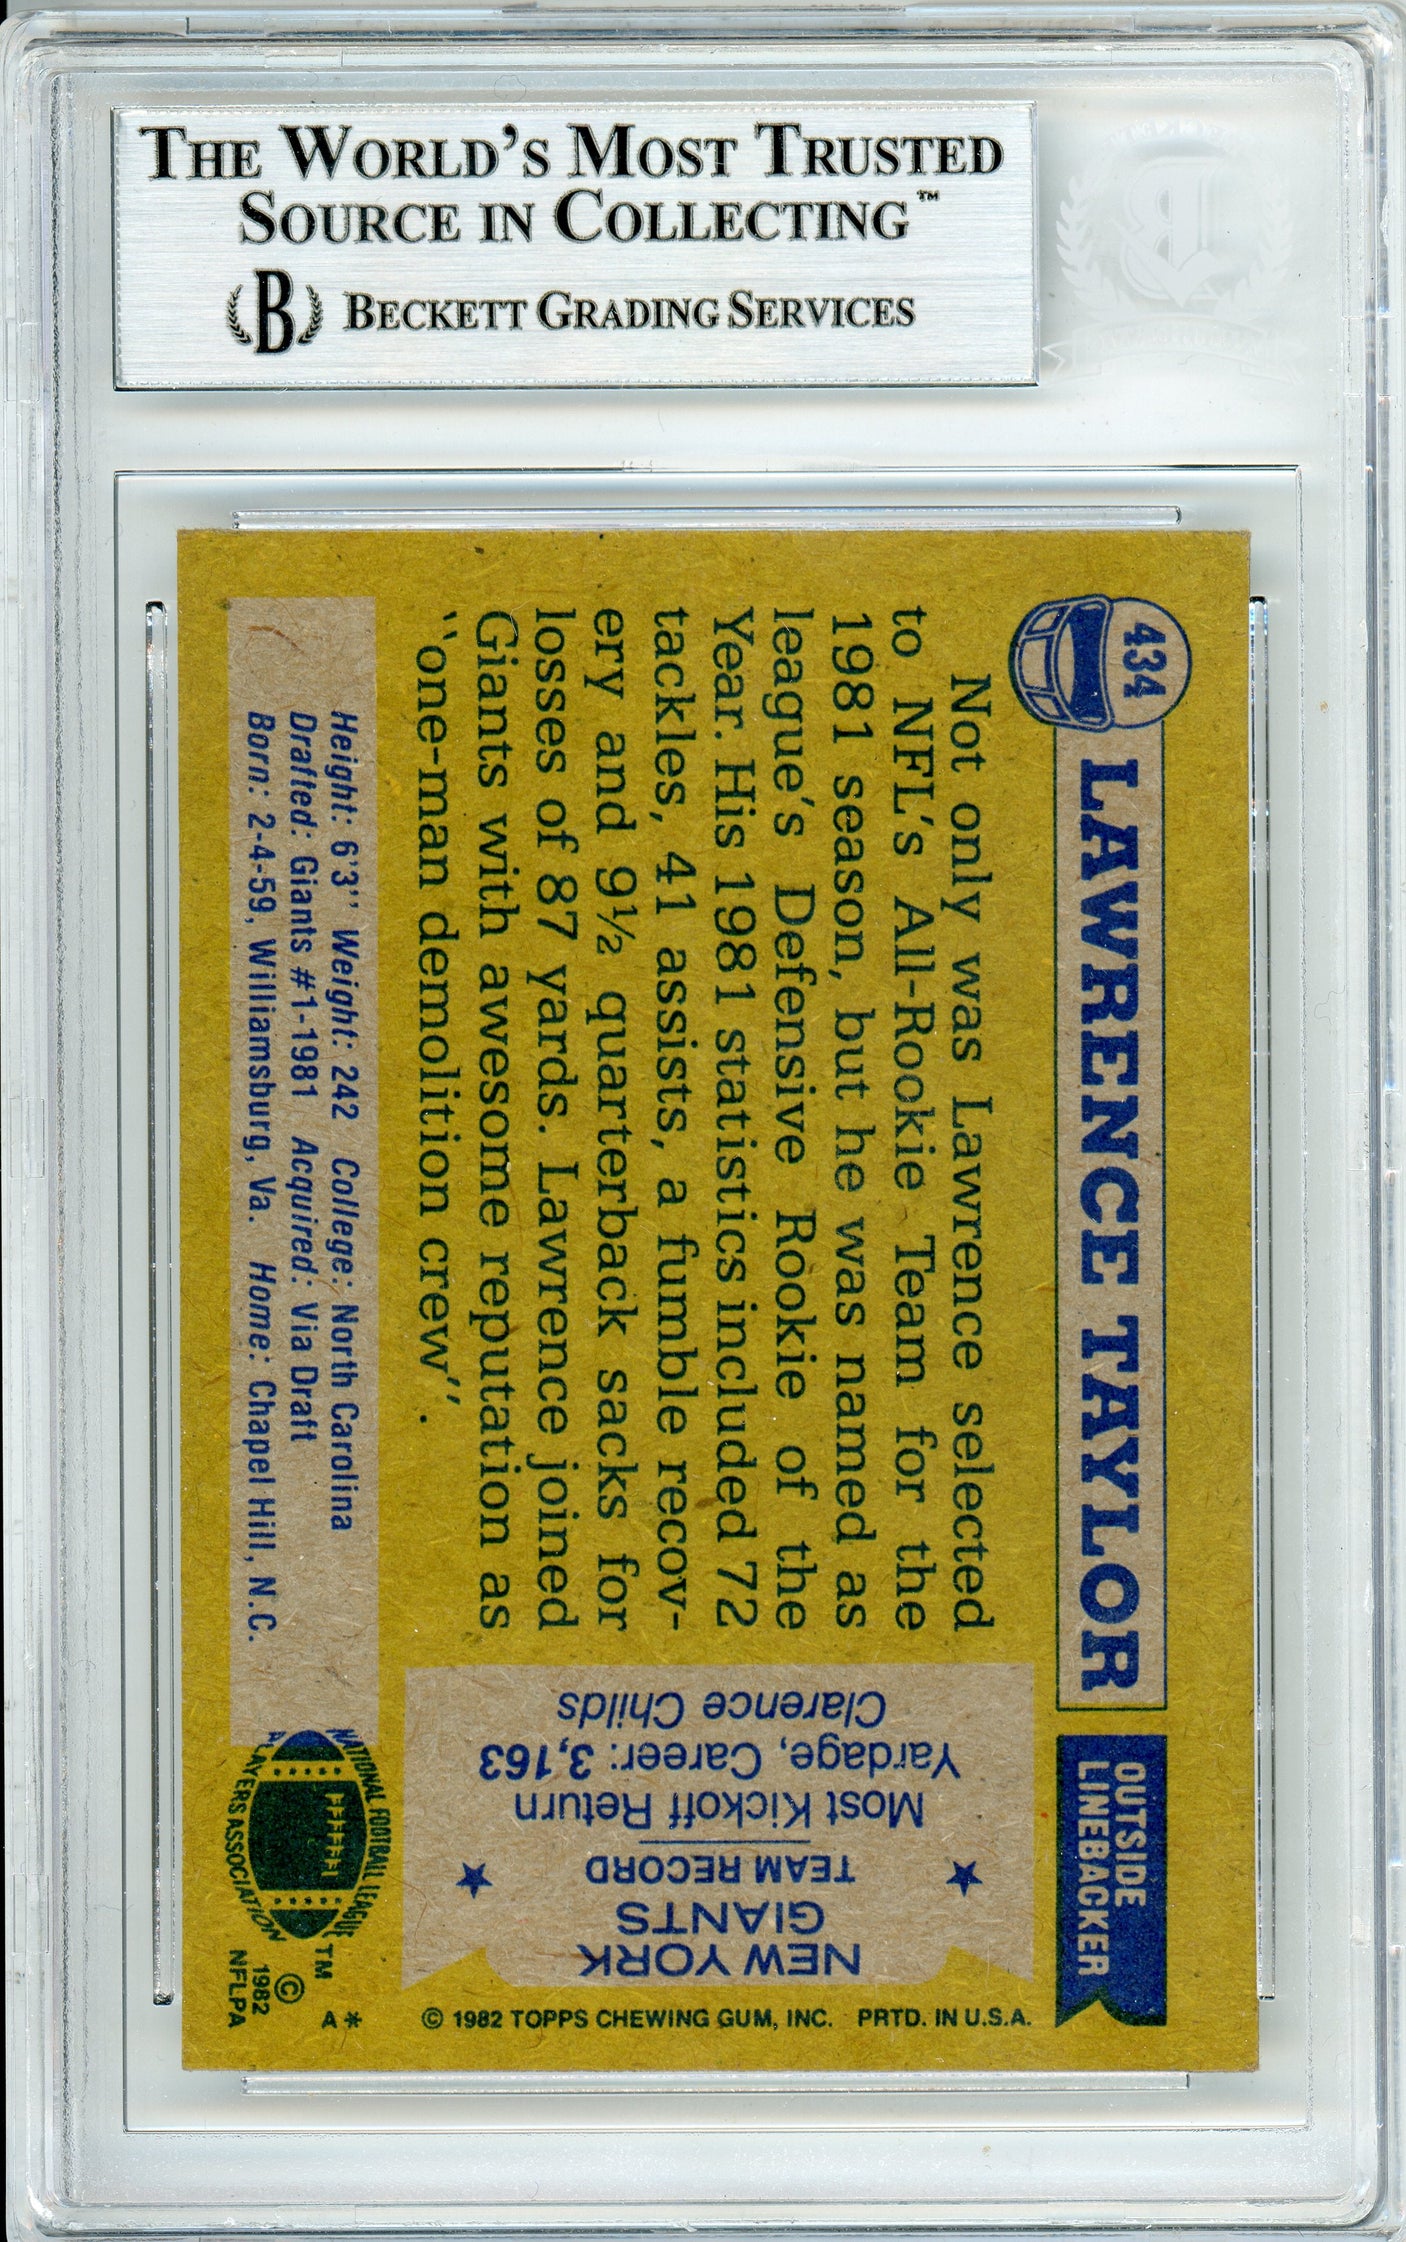 THE WORLD'S MOST TRUSTED
SOURCE IN COLLECTING™
B BECKETT GRADING SERVICES
434
LAWRENCE TAYLOR
OUTSIDE
LINEBACKER
Not only was Lawrence selected
to NFL's All-Rookie Team for the
1981 season, but he was named as
league's Defensive Rookie of the
Year. His 1981 statistics included 72
tackles, 41 assists, a fumble recov-
ery and 9½ quarterback sacks for
losses of 87 yards. Lawrence joined
Giants with awesome reputation as
"one-man demolition crew".
NEW YORK
GIANTS
TEAM RECORD
Most Kickoff Return
Yardage, Career: 3,163
Clarence Childs
Height: 6'3" Weight: 242 College: North Carolina
Drafted: Giants #1-1981 Acquired: Via Draft
Born: 2-4-59, Williamsburg, Va. Home: Chapel Hill, N.C.
NATIONAL FOOTBALL LEAGUE
PLAYERS ASSOCIATION
TM
©
1982
NFLPA
A*
© 1982 TOPPS CHEWING GUM, INC. PRTD. IN U.S.A.